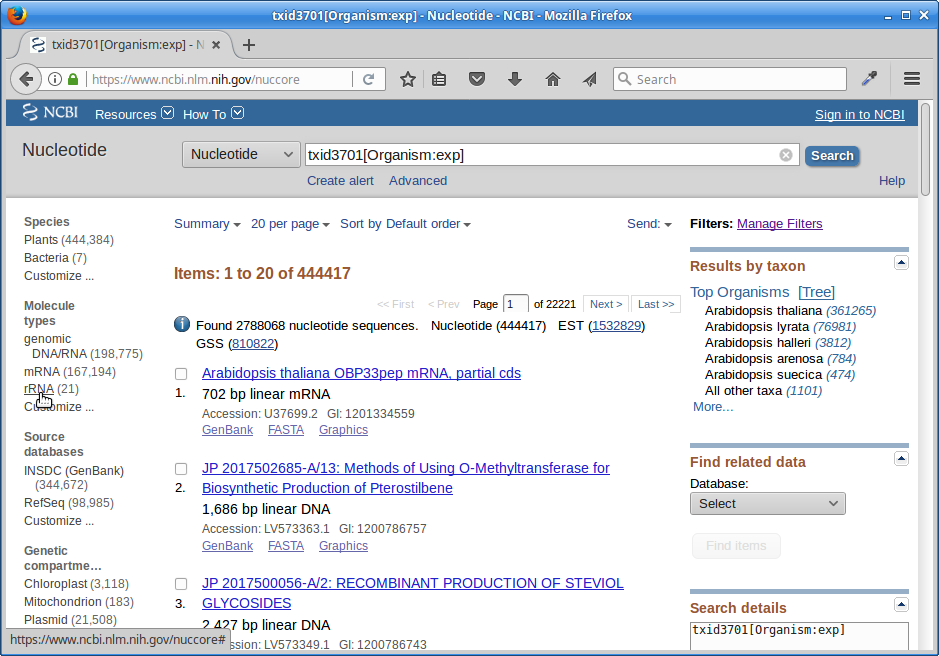 txid3701[Organism:exp] - Nucleotide - NCBI - Mozilla Firefox
txid3701[Organism:exp] - N
https://www.ncbi.nlm.nih.gov/nuccore
Search
NCBI Resources How To Sign in to NCBI
Nucleotide
Nucleotide
txid3701[Organism:exp]
Search
Create alert Advanced Help
Species
Plants (444,384)
Bacteria (7)
Customize ...
Molecule
types
genomic
DNA/RNA (198,775)
mRNA (167,194)
rRNA (21)
Customize ...
Source
databases
INSDC (GenBank)
(344,672)
RefSeq (98,985)
Customize ...
Genetic
compartme…
Chloroplast (3,118)
Mitochondrion (183)
Plasmid (21,508)
https://www.ncbi.nlm.nih.gov/nuccore#
Summary 20 per page Sort by Default order Send:
Items: 1 to 20 of 444417
<< First < Prev Page 1 of 22221 Next > Last >>
Found 2788068 nucleotide sequences. Nucleotide (444417) EST (1532829)
GSS (810822)
Arabidopsis thaliana OBP33pep mRNA, partial cds
1. 702 bp linear mRNA
Accession: U37699.2 GI: 1201334559
GenBank FASTA Graphics
JP 2017502685-A/13: Methods of Using O-Methyltransferase for
2. Biosynthetic Production of Pterostilbene
1,686 bp linear DNA
Accession: LV573363.1 GI: 1200786757
GenBank FASTA Graphics
JP 2017500056-A/2: RECOMBINANT PRODUCTION OF STEVIOL
3. GLYCOSIDES
2,427 bp linear DNA
LV573349.1 GI: 1200786743
Filters: Manage Filters
Results by taxon
Top Organisms [Tree]
Arabidopsis thaliana (361265)
Arabidopsis lyrata (76981)
Arabidopsis halleri (3812)
Arabidopsis arenosa (784)
Arabidopsis suecica (474)
All other taxa (1101)
More...
Find related data
Database:
Select
Find items
Search details
txid3701[Organism:exp]